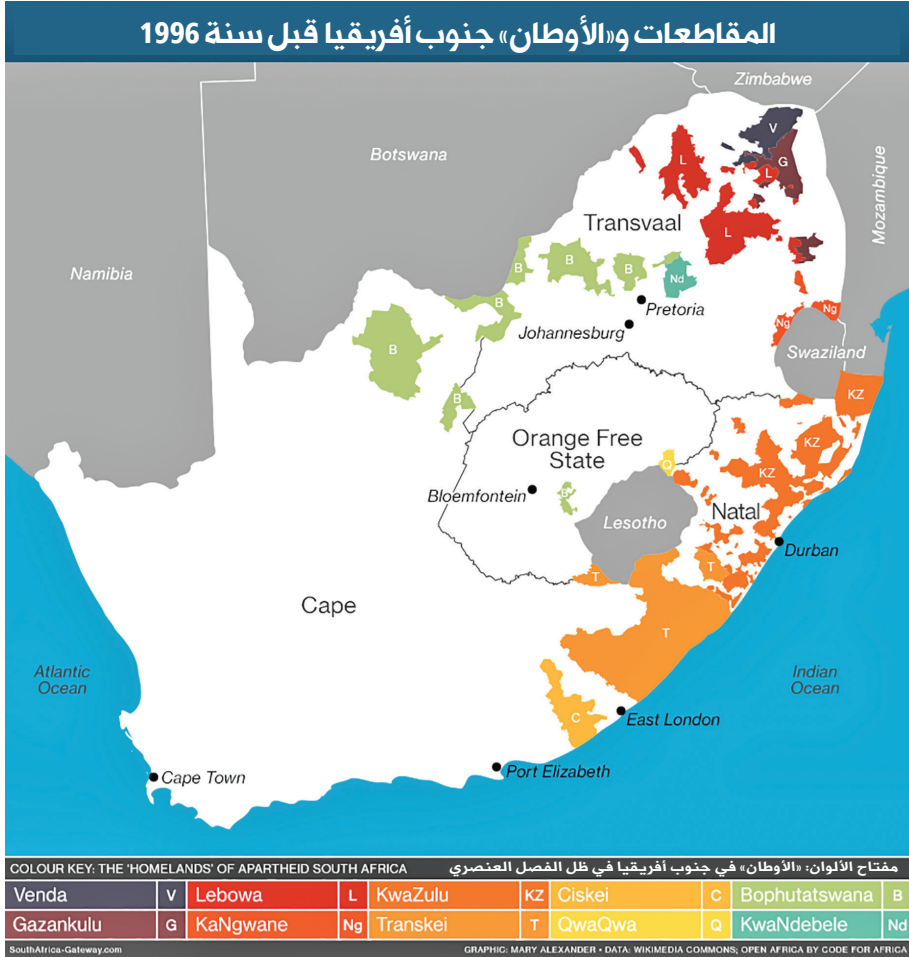 المقاطعات و«الأوطان» جنوب أفريقيا قبل سنة 1996
Zimbabwe
Botswana
Mozambique
Namibia
V
G
L
L
Transvaal
L
B
B
B
B
Nd
Pretoria
Ng
Ng
Johannesburg
Swaziland
B
B
KZ
KZ
KZ
Orange Free
State
Q
Bloemfontein
B
Lesotho
Natal
Durban
T
T
Cape
T
Atlantic
Ocean
Indian
Ocean
C
East London
Port Elizabeth
Cape Town
COLOUR KEY: THE 'HOMELANDS' OF APARTHEID SOUTH AFRICA
مفتاح الألوان: «الأوطان» في جنوب أفريقيا في ظل الفصل العنصري
Venda V Lebowa L KwaZulu KZ Ciskei C Bophutatswana B
Gazankulu G KaNgwane Ng Transkei T QwaQwa Q KwaNdebele Nd
SouthAfrica-Gateway.com
GRAPHIC: MARY ALEXANDER • DATA: WIKIMEDIA COMMONS; OPEN AFRICA BY CODE FOR AFRICA